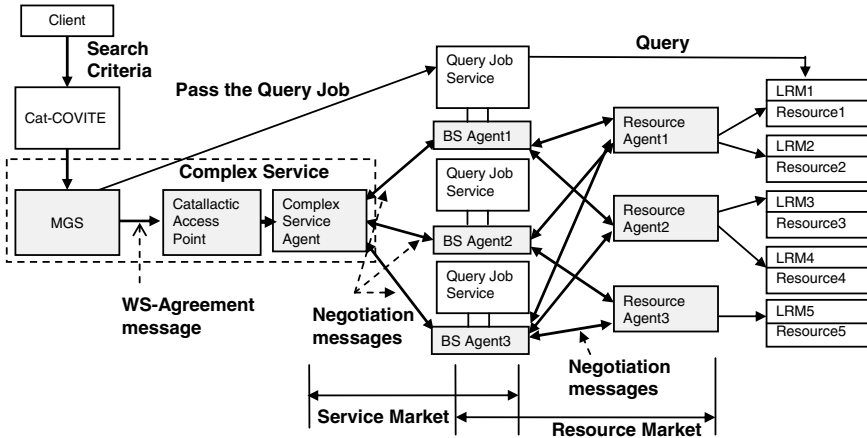 Client
Search
Criteria
Cat-COVITE
Pass the Query Job
Query
Query Job
Service
BS Agent1
Query Job
Service
BS Agent2
Query Job
Service
BS Agent3
Complex Service
MGS
Catallactic
Access
Point
Complex
Service
Agent
WS-Agreement
message
Negotiation
messages
Resource
Agent1
Resource
Agent2
Resource
Agent3
Negotiation
messages
LRM1
Resource1
LRM2
Resource2
LRM3
Resource3
LRM4
Resource4
LRM5
Resource5
Service Market
Resource Market